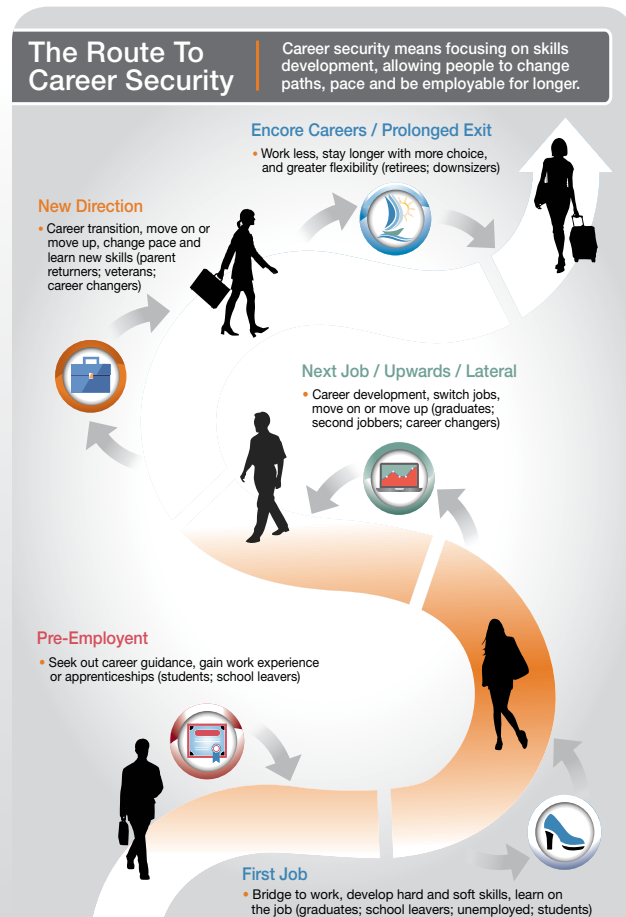 The Route To
Career Security
Career security means focusing on skills
development, allowing people to change
paths, pace and be employable for longer.
Encore Careers / Prolonged Exit
• Work less, stay longer with more choice,
and greater flexibility (retirees; downsizers)
New Direction
• Career transition, move on or
move up, change pace and
learn new skills (parent
returners; veterans;
career changers)
Next Job / Upwards / Lateral
• Career development, switch jobs,
move on or move up (graduates;
second jobbers; career changers)
Pre-Employent
• Seek out career guidance, gain work experience
or apprenticeships (students; school leavers)
First Job
• Bridge to work, develop hard and soft skills, learn on
the job (graduates; school leavers; unemployed; students)